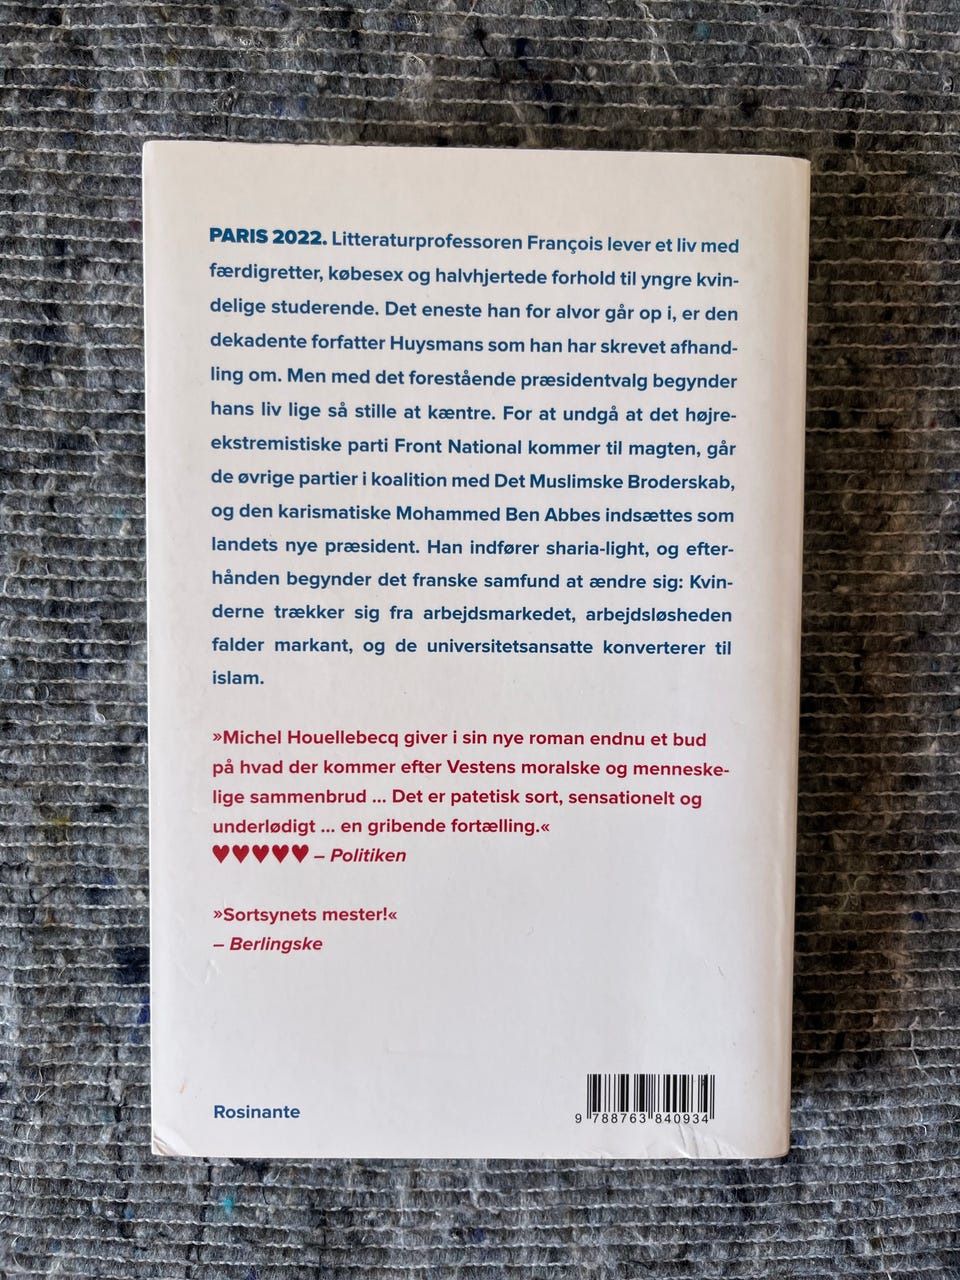 PARIS 2022. Litteraturprofessoren François lever et liv med
færdigretter, købesex og halvhjertede forhold til yngre kvin-
delige studerende. Det eneste han for alvor går op i, er den
dekadente forfatter Huysmans som han har skrevet afhand-
ling om. Men med det forestående præsidentvalg begynder
hans liv lige så stille at kæntre. For at undgå at det højre-
ekstremistiske parti Front National kommer til magten, går
de øvrige partier i koalition med Det Muslimske Broderskab,
og den karismatiske Mohammed Ben Abbes indsættes som
landets nye præsident. Han indfører sharia-light, og efter-
hånden begynder det franske samfund at ændre sig: Kvin-
derne trækker sig fra arbejdsmarkedet, arbejdsløsheden
falder markant, og de universitetsansatte konverterer til
islam.
»Michel Houellebecq giver i sin nye roman endnu et bud
på hvad der kommer efter Vestens moralske og menneske-
lige sammenbrud ... Det er patetisk sort, sensationelt og
underlødigt ... en gribende fortælling.«
♥♥♥♥♥ – Politiken
»Sortsynets mester!«
– Berlingske
Rosinante
9 788763 840934